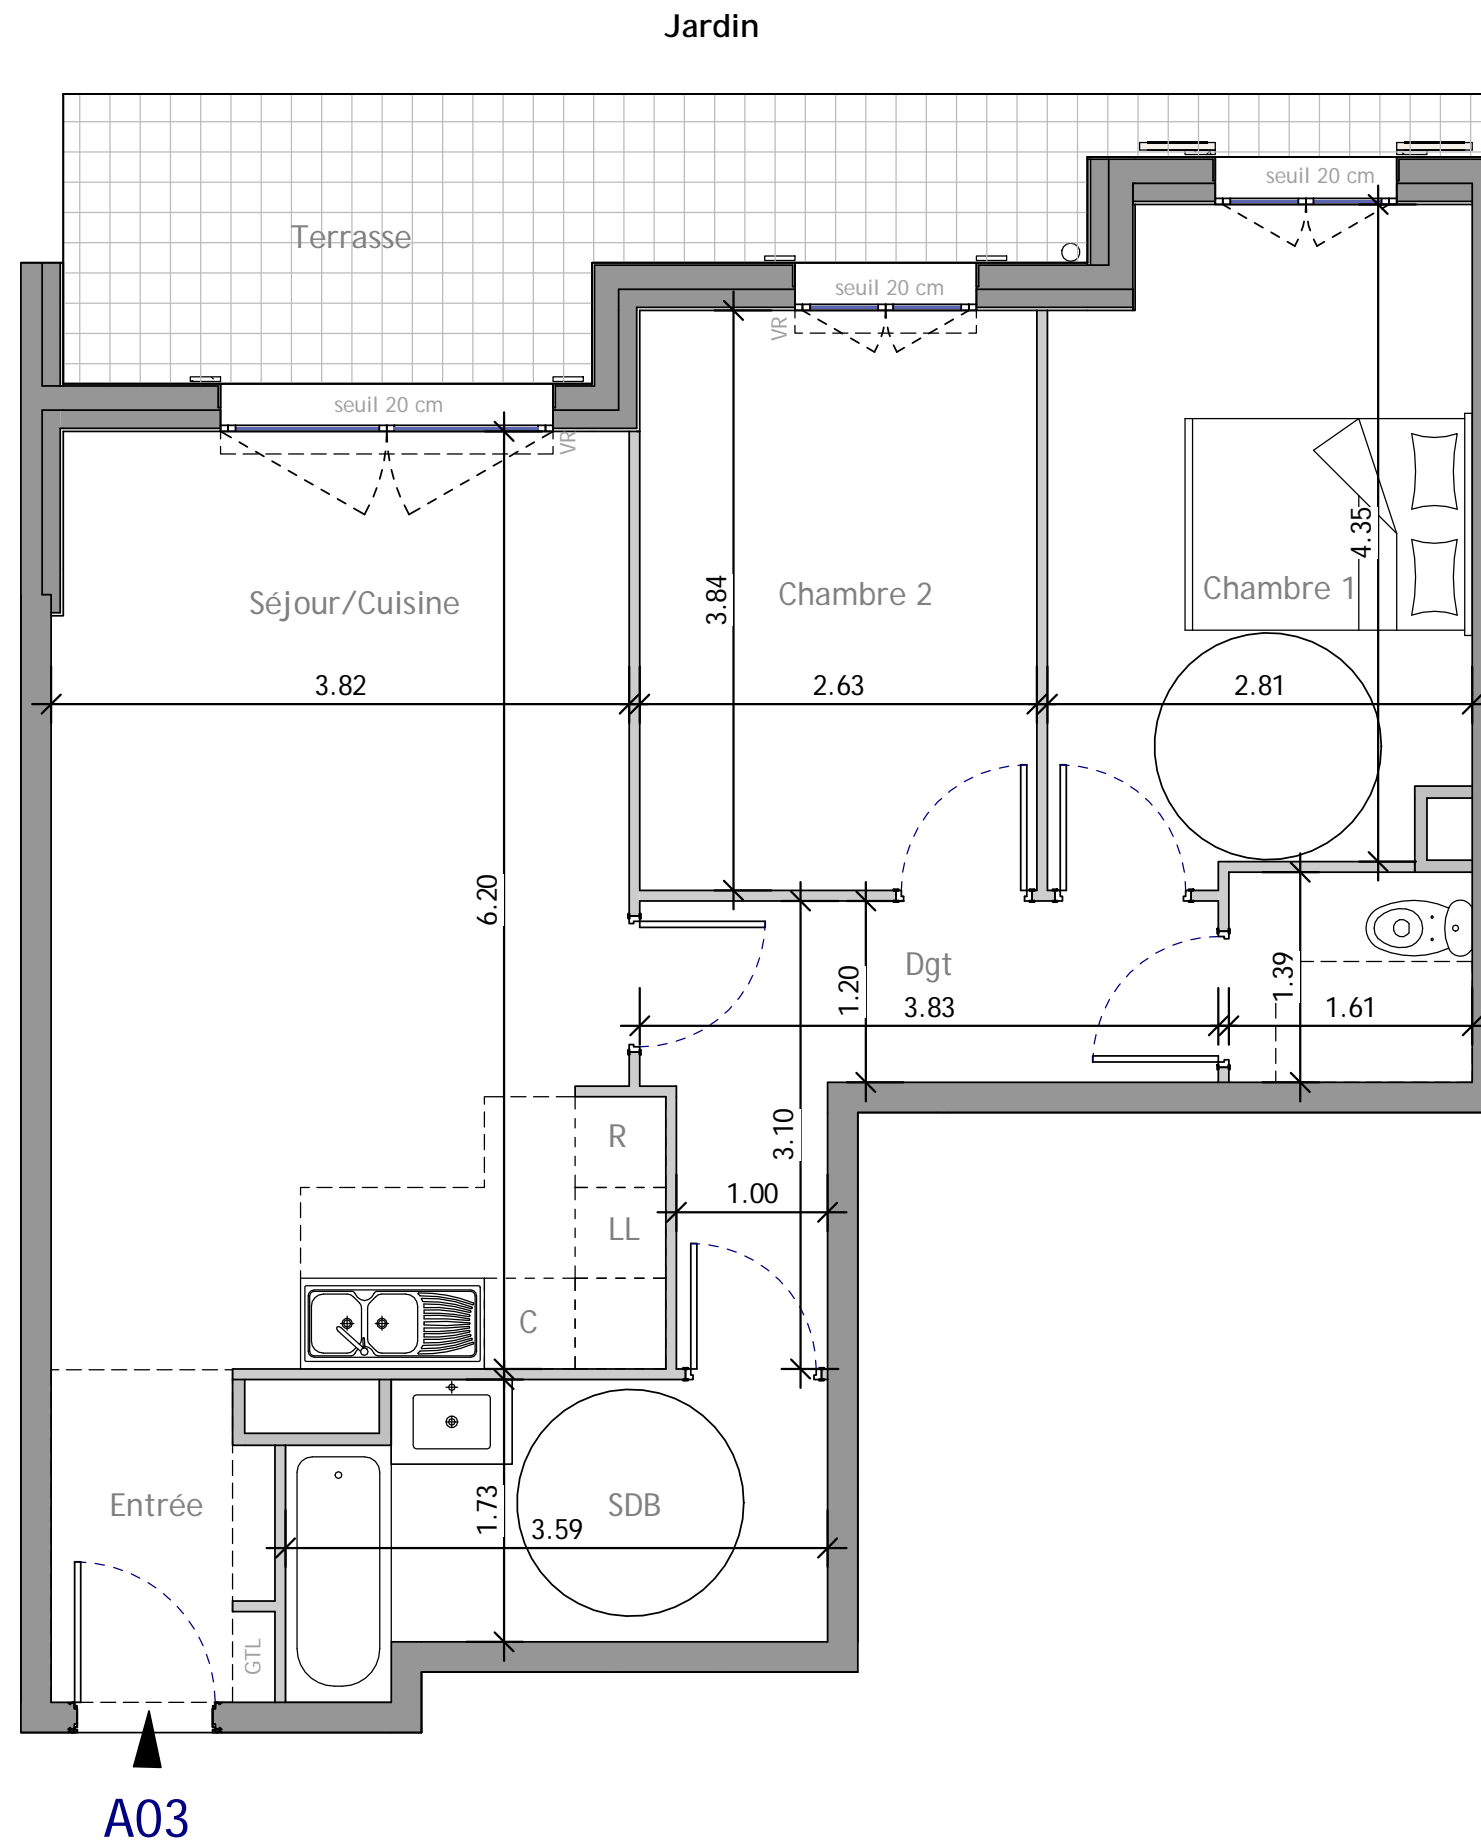 Jardin
seuil 20 cm
Terrasse
seuil 20 cm
VR
seuil 20 cm
VR
4.35
3.84
Séjour/Cuisine
Chambre 2
Chambre 1
3.82
2.63
2.81
6.20
Dgt
1.20
1.39
3.83
1.61
R
3.10
1.00
LL
C
Entrée
1.73
SDB
3.59
GTL
A03